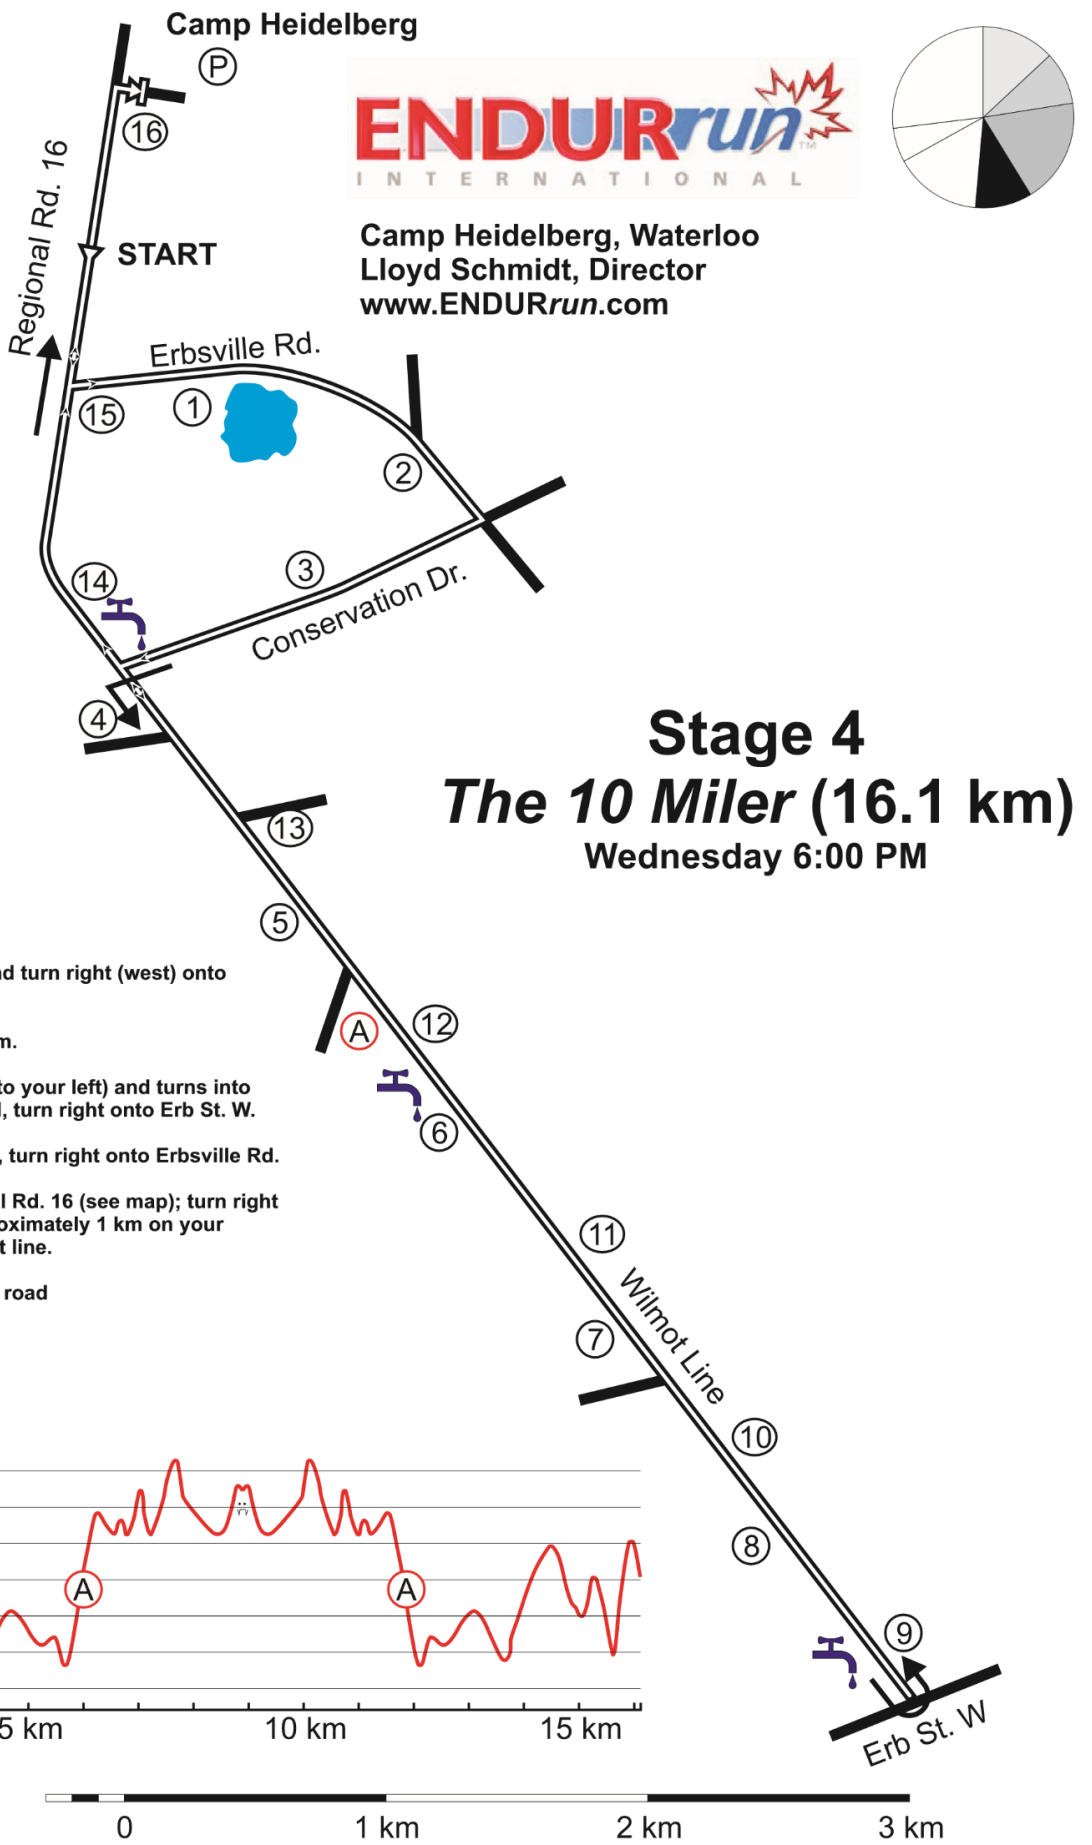 Camp Heidelberg
P
16
Regional Rd. 16
START
ENDURrun
TM
INTERNATIONAL
Camp Heidelberg, Waterloo
Lloyd Schmidt, Director
www.ENDURrun.com
Erbsville Rd.
15
1
2
3
14
Conservation Dr.
4
Stage 4
The 10 Miler (16.1 km)
Wednesday 6:00 PM
13
5
12
A
6
nd turn right (west) onto
m.
to your left) and turns into
, turn right onto Erb St. W.
, turn right onto Erbsville Rd.
l Rd. 16 (see map); turn right
oximately 1 km on your
t line.
road
11
7
Wilmot Line
10
8
9
Erb St. W
A
A
5 km
10 km
15 km
0
1 km
2 km
3 km